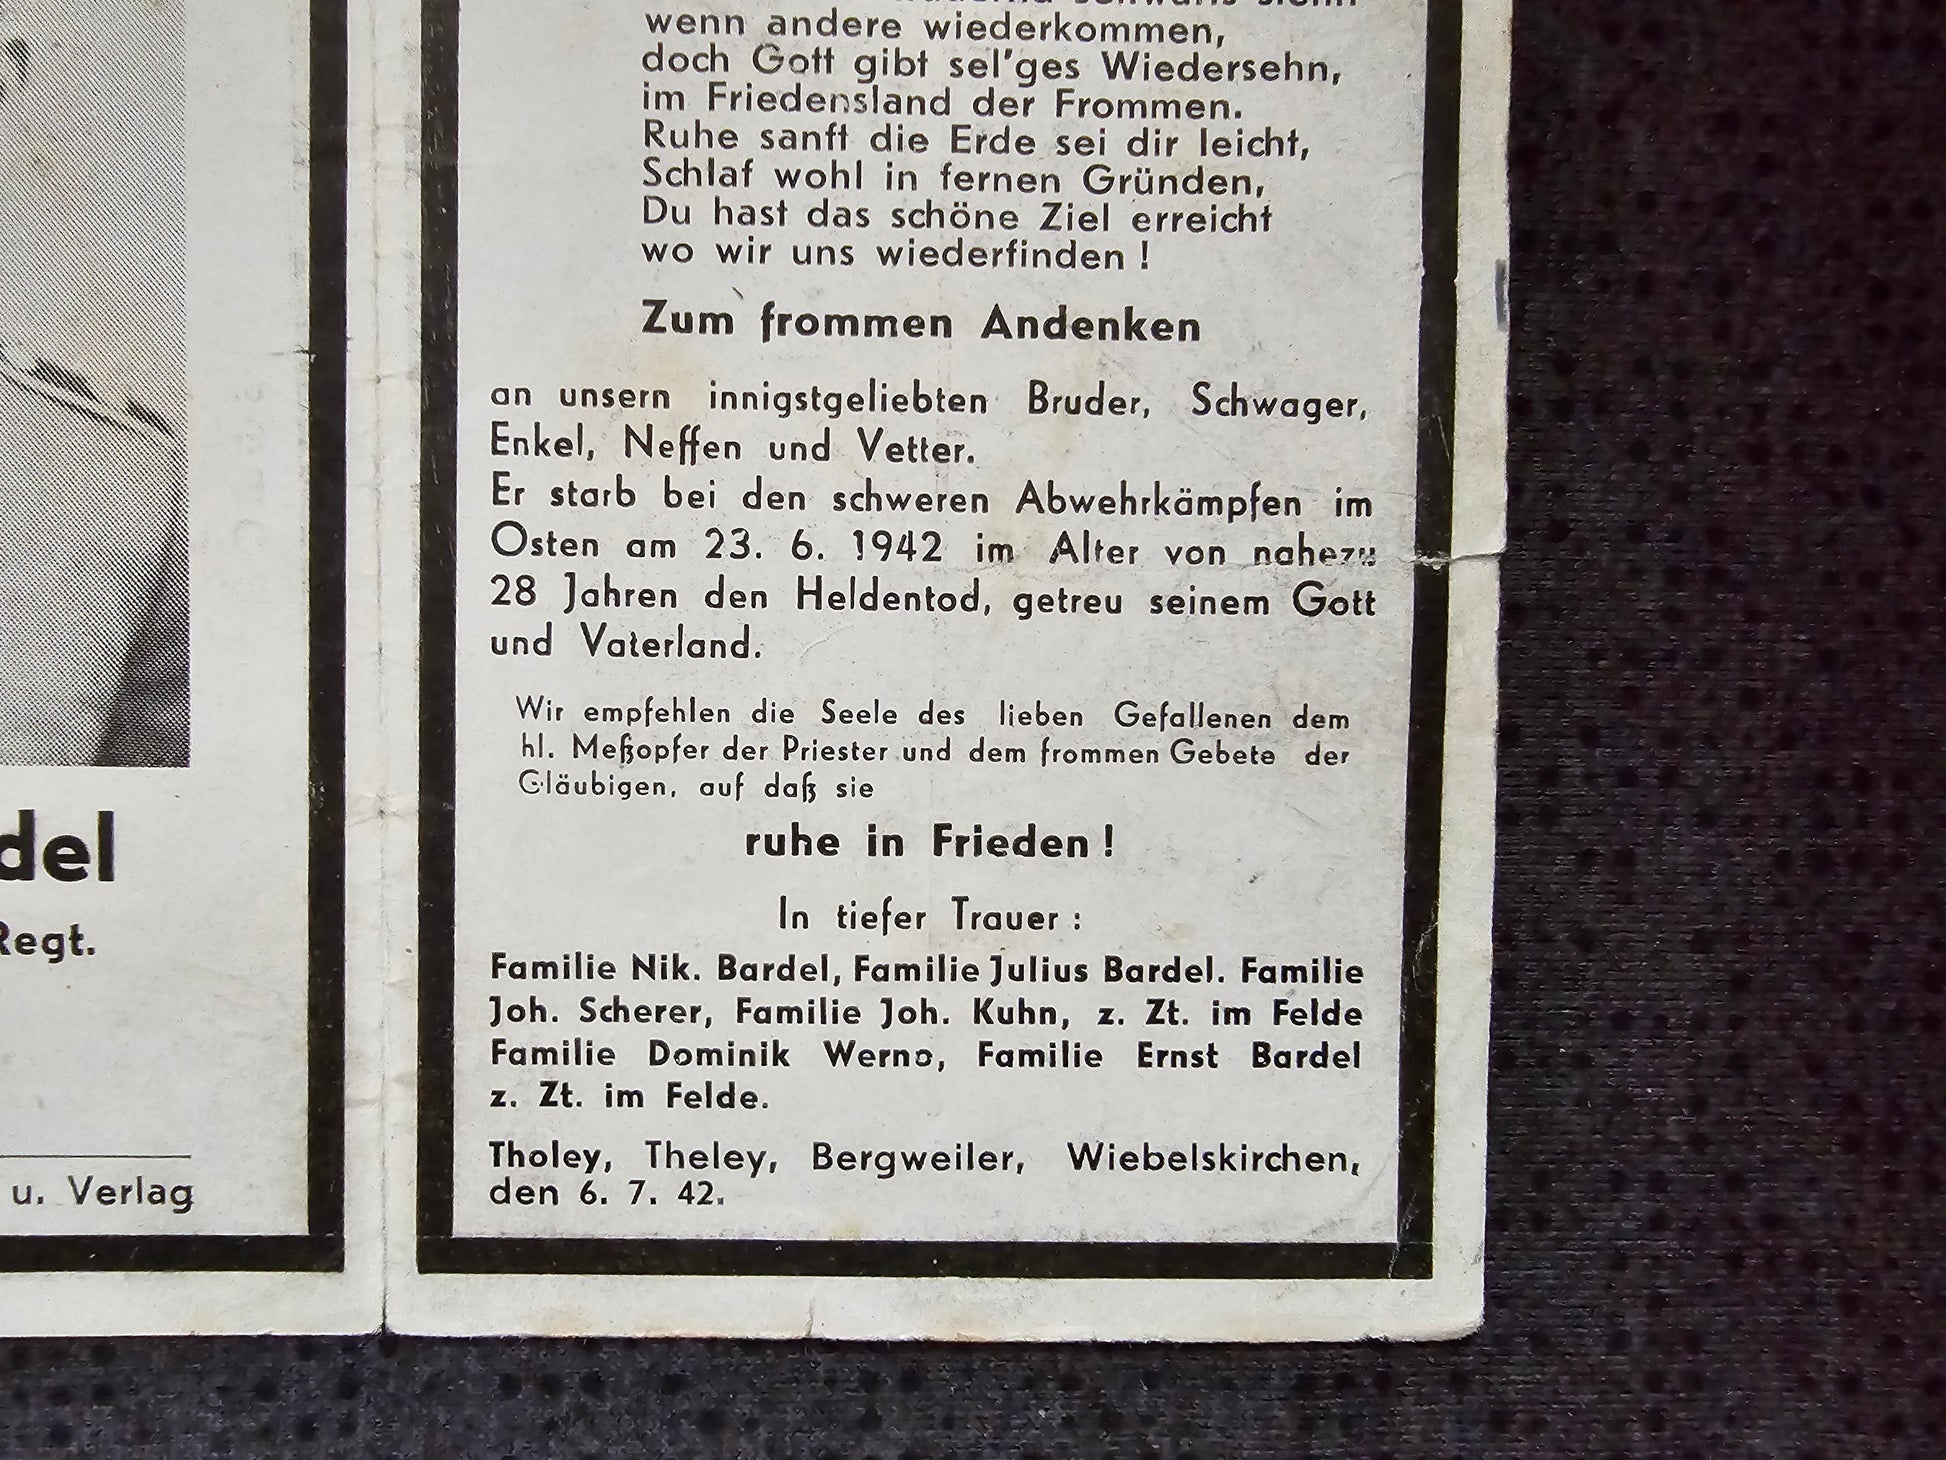 wenn andere wiederkommen,
doch Gott gibt sel'ges Wiedersehn,
im Friedensland der Frommen.
Ruhe sanft die Erde sei dir leicht,
Schlaf wohl in fernen Gründen,
Du hast das schöne Ziel erreicht
wo wir uns wiederfinden !
Zum frommen Andenken
an unsern innigstgeliebten Bruder, Schwager,
Enkel, Neffen und Vetter.
Er starb bei den schweren Abwehrkämpfen im
Osten am 23. 6. 1942 im Alter von nahezu
28 Jahren den Heldentod, getreu seinem Gott
und Vaterland.
Wir empfehlen die Seele des lieben Gefallenen dem
hl. Meßopfer der Priester und dem frommen Gebete der
Gläubigen, auf daß sie
ruhe in Frieden !
In tiefer Trauer :
Familie Nik. Bardel, Familie Julius Bardel. Familie
Joh. Scherer, Familie Joh. Kuhn, z. Zt. im Felde
Familie Dominik Werno, Familie Ernst Bardel
z. Zt. im Felde.
Tholey, Theley, Bergweiler, Wiebelskirchen,
den 6. 7. 42.
del
Regt.
u. Verlag